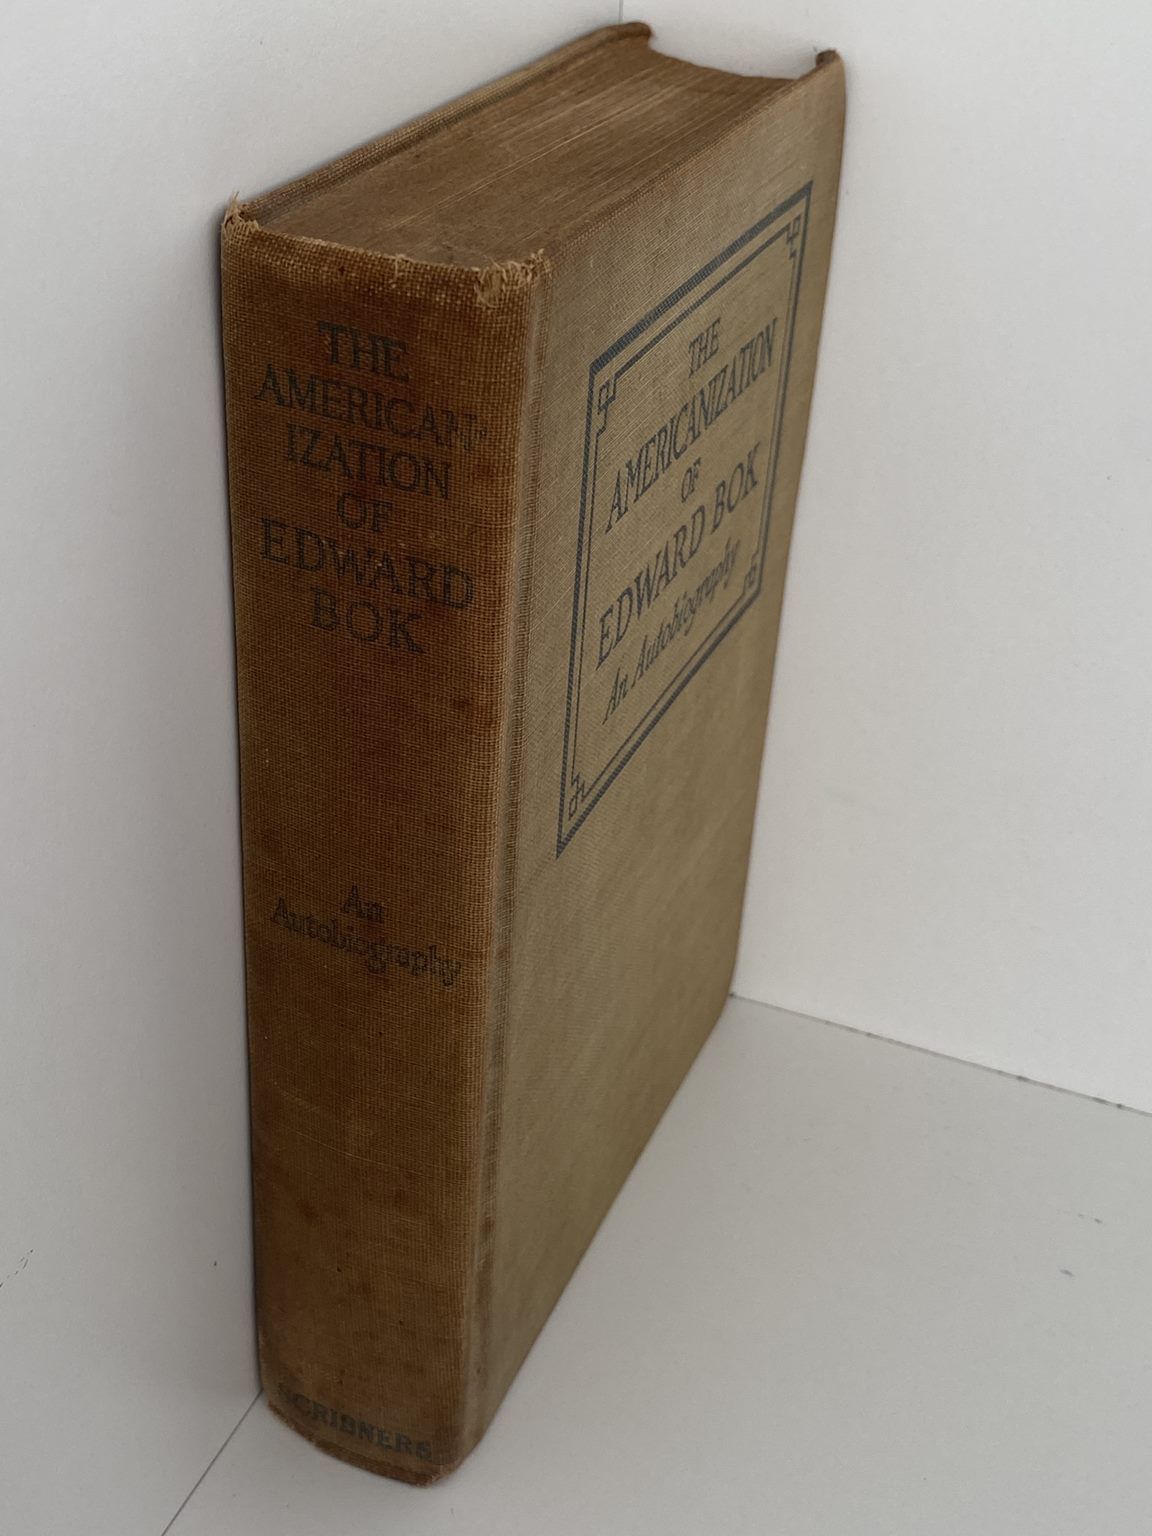 THE
AMERICAN-
IZATION
OF
EDWARD
BOK
An
Autobiography
SCRIBNERS
THE
AMERICANIZATION
OF
EDWARD BOK
An Autobiography